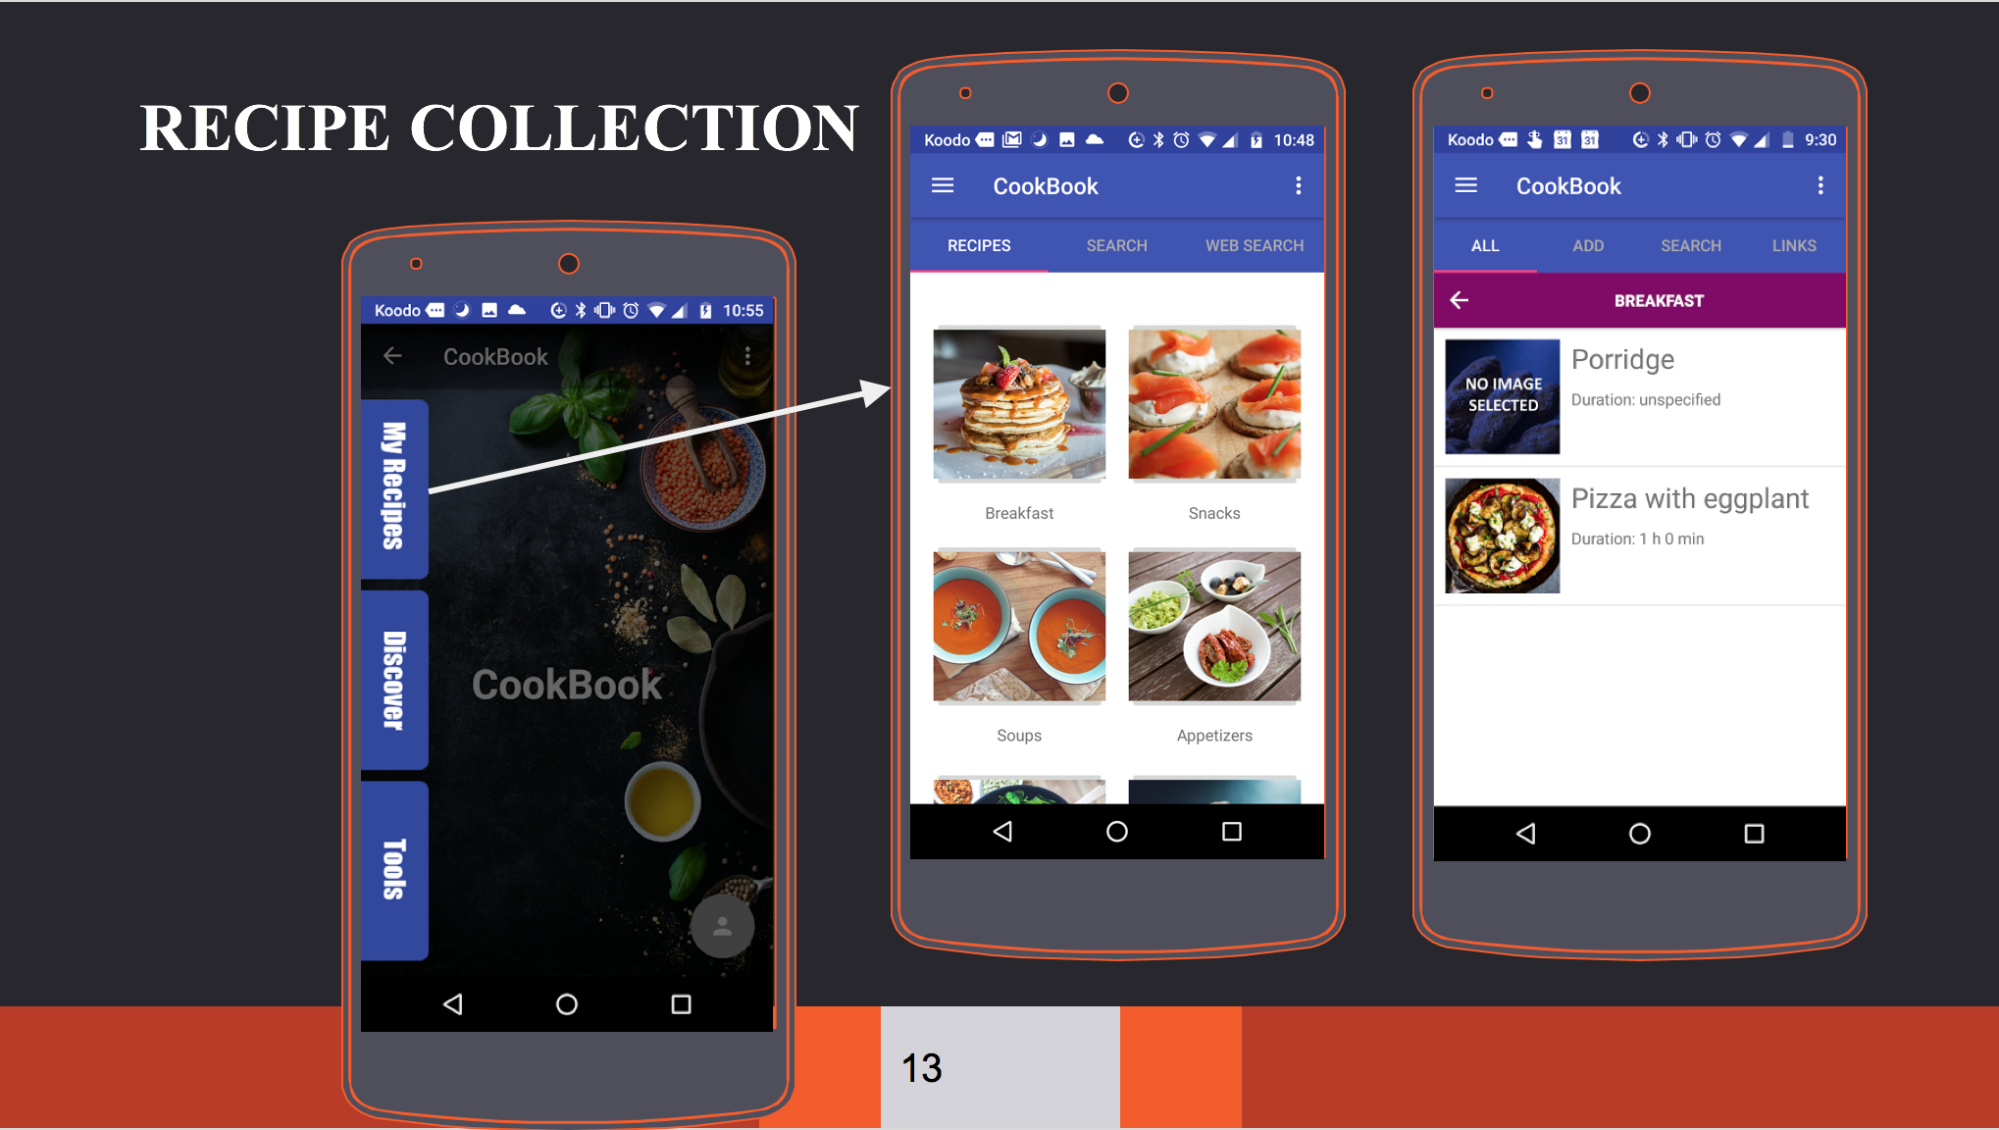 RECIPE COLLECTION
Koodo 10:55
CookBook
My Recipes
Discover
Tools
CookBook
Koodo 10:48
CookBook
RECIPES SEARCH WEB SEARCH
Breakfast Snacks
Soups Appetizers
Koodo 31 31 9:30
CookBook
ALL ADD SEARCH LINKS
BREAKFAST
NO IMAGE
SELECTED
Porridge
Duration: unspecified
Pizza with eggplant
Duration: 1 h 0 min
13